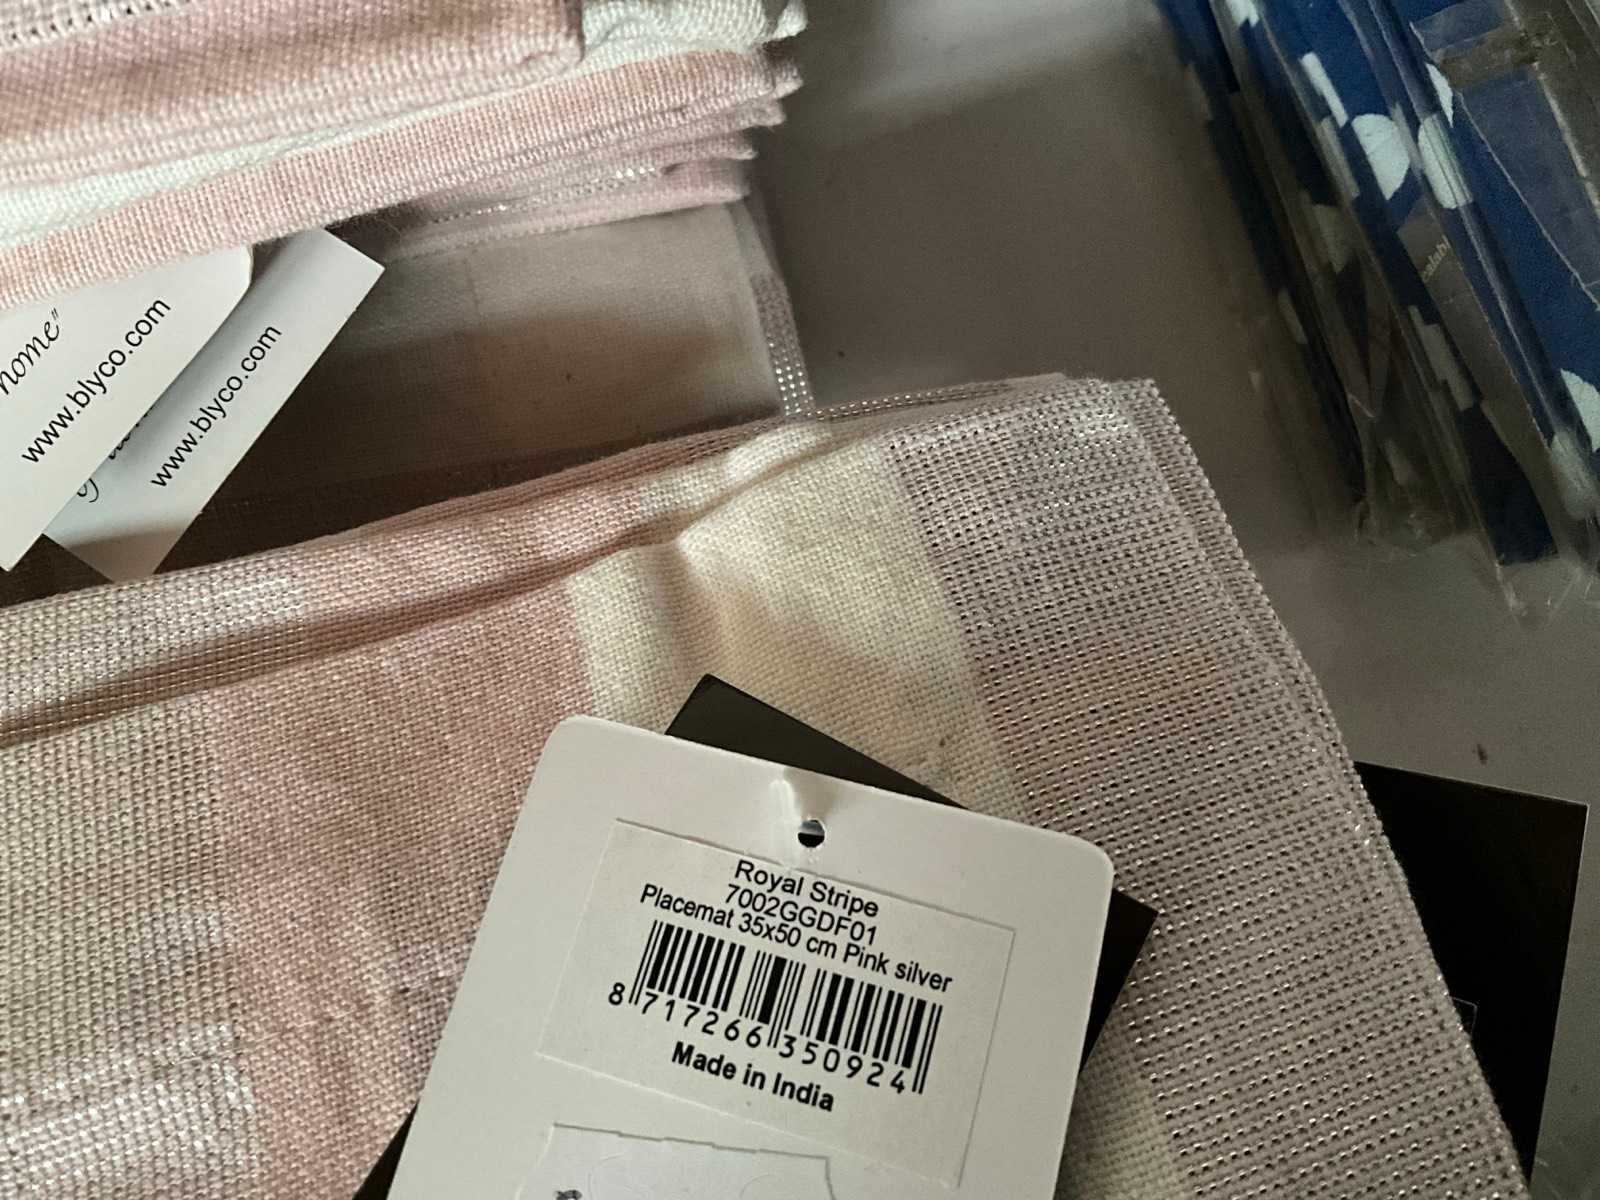 home"
www.blyco.com
www.blyco.com
Royal Stripe
7002GGDF01
Placemat 35x50 cm Pink silver
8 717266 350924
Made in India